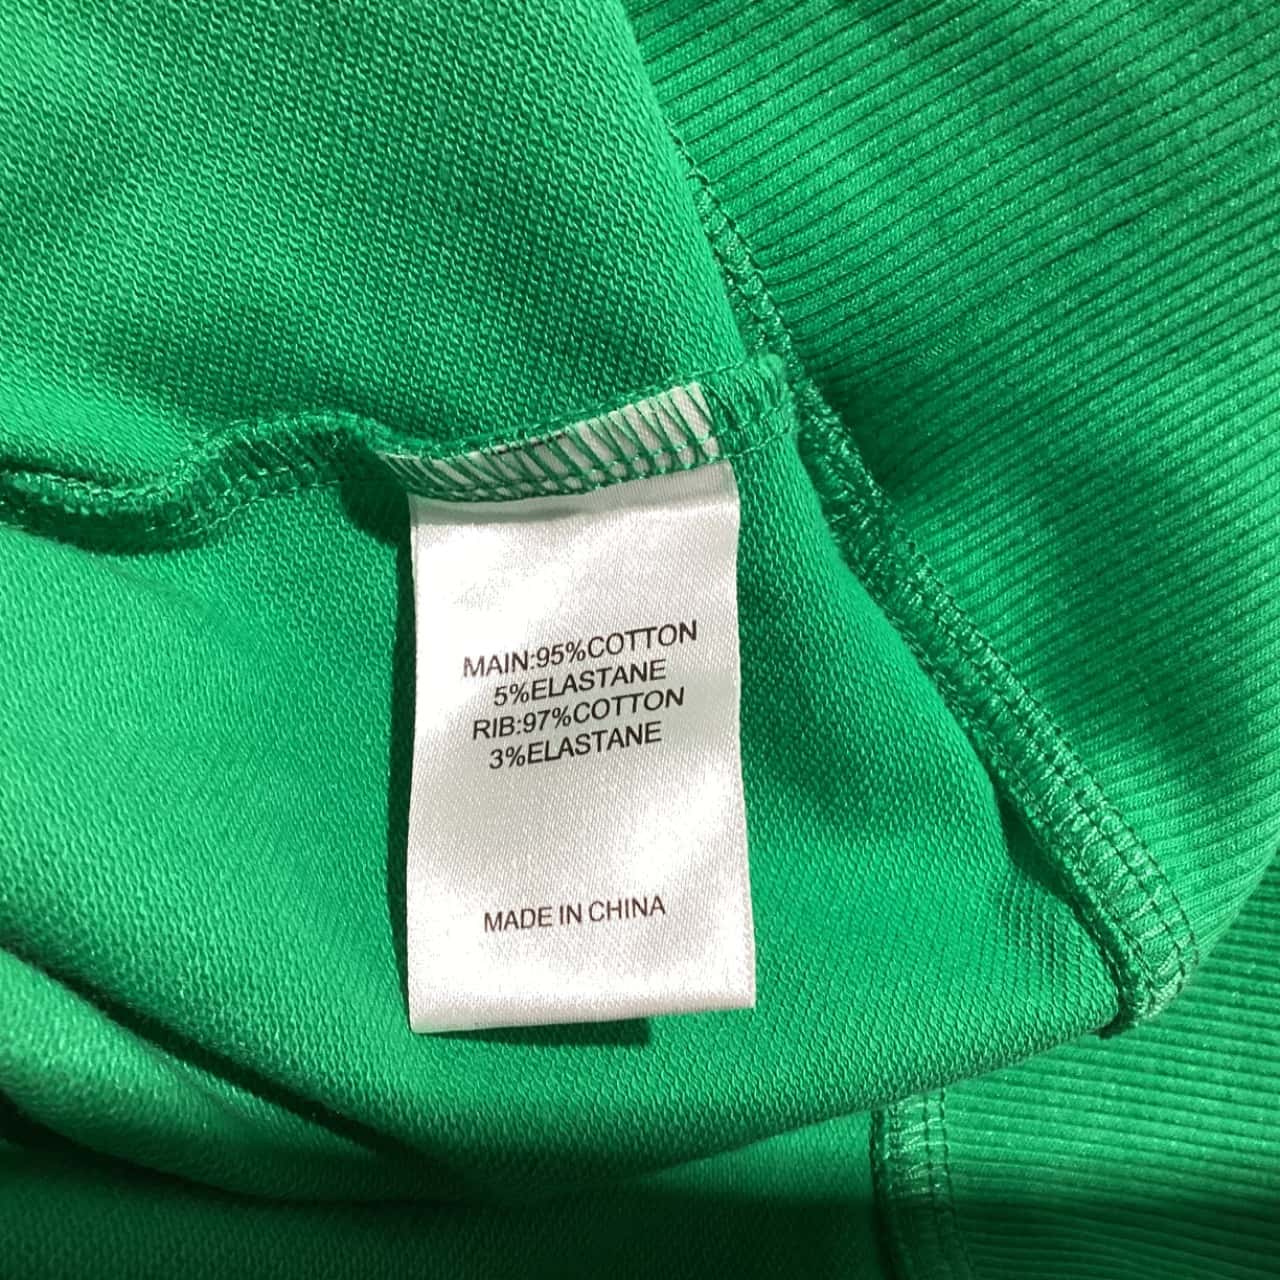 MAIN:95%COTTON
5%ELASTANE
RIB:97%COTTON
3%ELASTANE
MADE IN CHINA